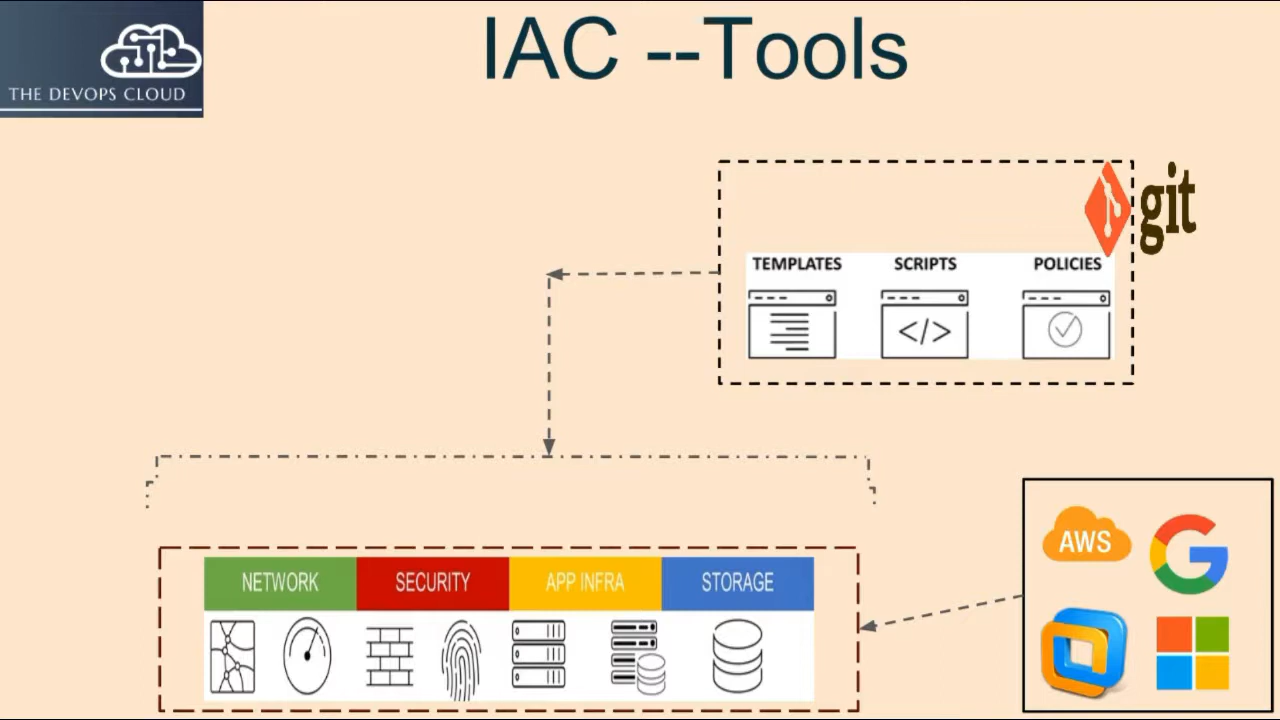 THE DEVOPS CLOUD
IAC --Tools
git
TEMPLATES SCRIPTS POLICIES
</>
AWS
NETWORK SECURITY APP INFRA STORAGE